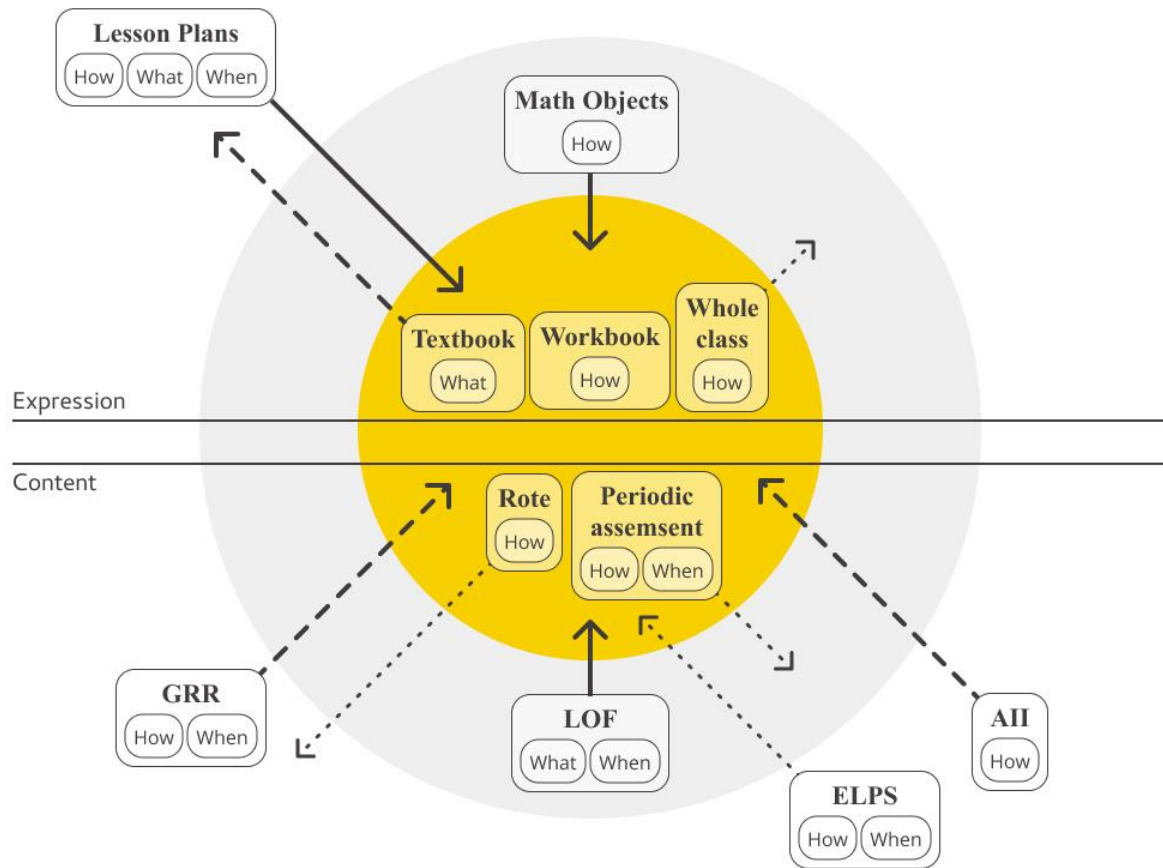 Lesson Plans
How What When
Math Objects
How
Textbook
What
Workbook
How
Whole
class
How
Expression
Content
Rote
How
Periodic
assemsent
How When
GRR
How When
LOF
What When
AII
How
ELPS
How When